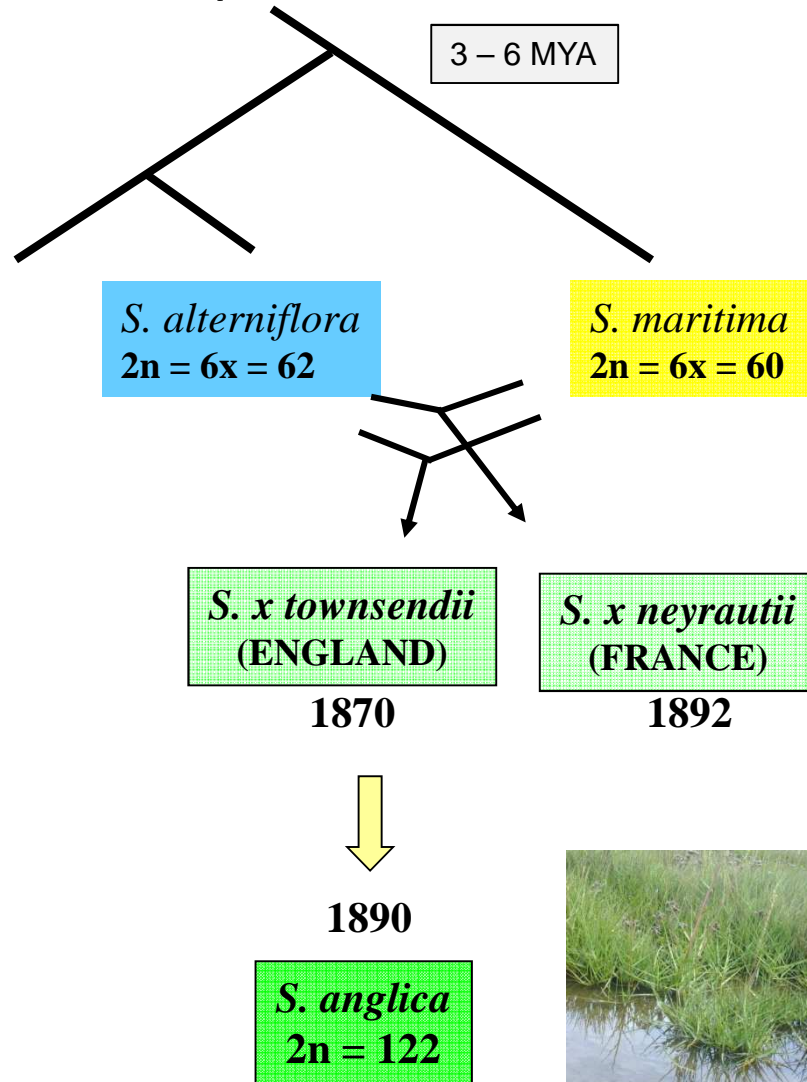 3 – 6 MYA
S. alterniflora
2n = 6x = 62
S. maritima
2n = 6x = 60
S. x townsendii
(ENGLAND)
1870
S. x neyrautii
(FRANCE)
1892
1890
S. anglica
2n = 122